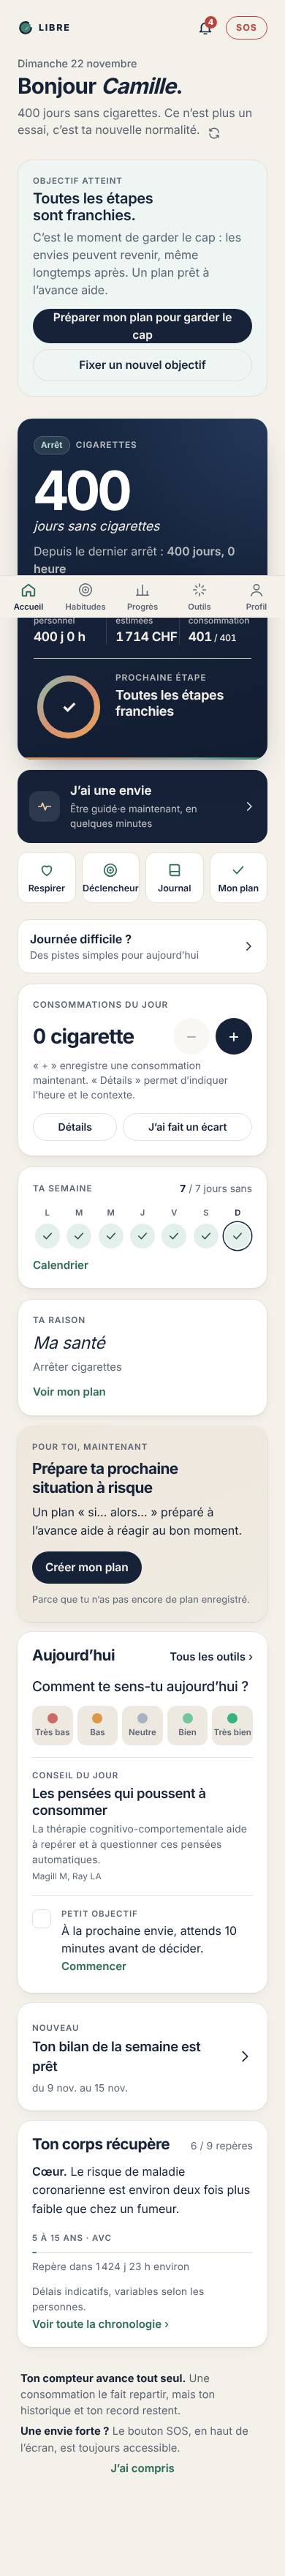 LIBRE
4
SOS
Dimanche 22 novembre
Bonjour Camille.
400 jours sans cigarettes. Ce n’est plus un
essai, c’est ta nouvelle normalité.
OBJECTIF ATTEINT
Toutes les étapes
sont franchies.
C’est le moment de garder le cap : les
envies peuvent revenir, même
longtemps après. Un plan prêt à
l’avance aide.
Préparer mon plan pour garder le
cap
Fixer un nouvel objectif
Arrêt CIGARETTES
400
jours sans cigarettes
Depuis le dernier arrêt : 400 jours, 0
heure
Accueil
Habitudes
Progrès
Outils
Profil
personnel
estimées
consommation
400 j 0 h
1 714 CHF
401 / 401
PROCHAINE ÉTAPE
Toutes les étapes
franchies
J’ai une envie
Être guidé·e maintenant, en
quelques minutes
Respirer
Déclencheur
Journal
Mon plan
Journée difficile ?
Des pistes simples pour aujourd’hui
CONSOMMATIONS DU JOUR
0 cigarette
−
+
« + » enregistre une consommation
maintenant. « Détails » permet d’indiquer
l’heure et le contexte.
Détails
J’ai fait un écart
TA SEMAINE
7 / 7 jours sans
L M M J V S D
Calendrier
TA RAISON
Ma santé
Arrêter cigarettes
Voir mon plan
POUR TOI, MAINTENANT
Prépare ta prochaine
situation à risque
Un plan « si… alors… » préparé à
l’avance aide à réagir au bon moment.
Créer mon plan
Parce que tu n’as pas encore de plan enregistré.
Aujourd’hui
Tous les outils ›
Comment te sens-tu aujourd’hui ?
Très bas
Bas
Neutre
Bien
Très bien
CONSEIL DU JOUR
Les pensées qui poussent à
consommer
La thérapie cognitivo-comportementale aide
à repérer et à questionner ces pensées
automatiques.
Magill M, Ray LA
PETIT OBJECTIF
À la prochaine envie, attends 10
minutes avant de décider.
Commencer
NOUVEAU
Ton bilan de la semaine est
prêt
du 9 nov. au 15 nov.
Ton corps récupère
6 / 9 repères
Cœur. Le risque de maladie
coronarienne est environ deux fois plus
faible que chez un fumeur.
5 À 15 ANS · AVC
Repère dans 1 424 j 23 h environ
Délais indicatifs, variables selon les
personnes.
Voir toute la chronologie ›
Ton compteur avance tout seul. Une
consommation le fait repartir, mais ton
historique et ton record restent.
Une envie forte ? Le bouton SOS, en haut de
l’écran, est toujours accessible.
J’ai compris